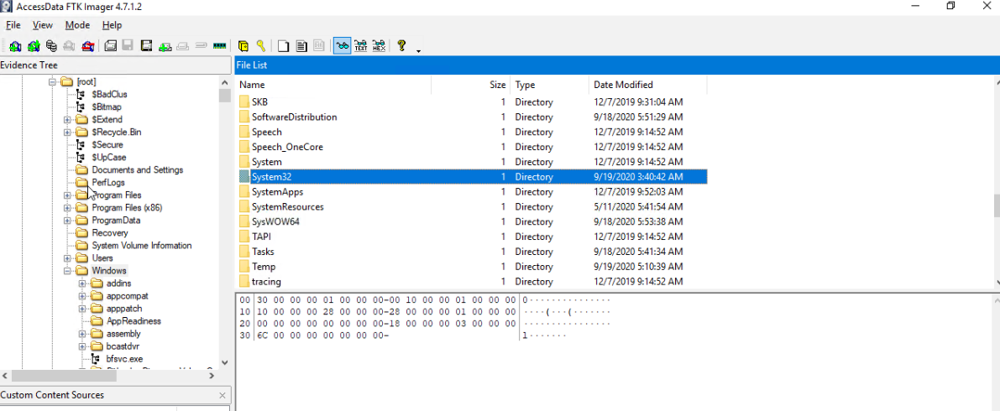 AccessData FTK Imager 4.7.1.2
File View Mode Help
Evidence Tree
[root]
$BadClus
$Bitmap
$Extend
$Recycle.Bin
$Secure
$UpCase
Documents and Settings
PerfLogs
Program Files
Program Files (x86)
ProgramData
Recovery
System Volume Information
Users
Windows
addins
appcompat
apppatch
AppReadiness
assembly
bcastdvr
bfsvc.exe
Custom Content Sources
File List
Name Size Type Date Modified
SKB 1 Directory 12/7/2019 9:31:04 AM
SoftwareDistribution 1 Directory 9/18/2020 5:51:29 AM
Speech 1 Directory 12/7/2019 9:14:52 AM
Speech_OneCore 1 Directory 12/7/2019 9:14:52 AM
System 1 Directory 12/7/2019 9:14:52 AM
System32 1 Directory 9/19/2020 3:40:42 AM
SystemApps 1 Directory 12/7/2019 9:52:03 AM
SystemResources 1 Directory 5/11/2020 5:41:54 AM
SysWOW64 1 Directory 9/18/2020 5:53:38 AM
TAPI 1 Directory 12/7/2019 9:14:52 AM
Tasks 1 Directory 9/18/2020 5:41:34 AM
Temp 1 Directory 9/19/2020 5:10:39 AM
tracing 1 Directory 12/7/2019 9:14:52 AM
00 30 00 00 00 01 00 00 00-00 10 00 00 01 00 00 00 0···············
10 10 00 00 00 28 00 00 00-28 00 00 00 01 00 00 00 ····(···(·······
20 00 00 00 00 00 00 00 00-18 00 00 00 03 00 00 00 ················
30 6C 00 00 00 00 00 00 00- l·······